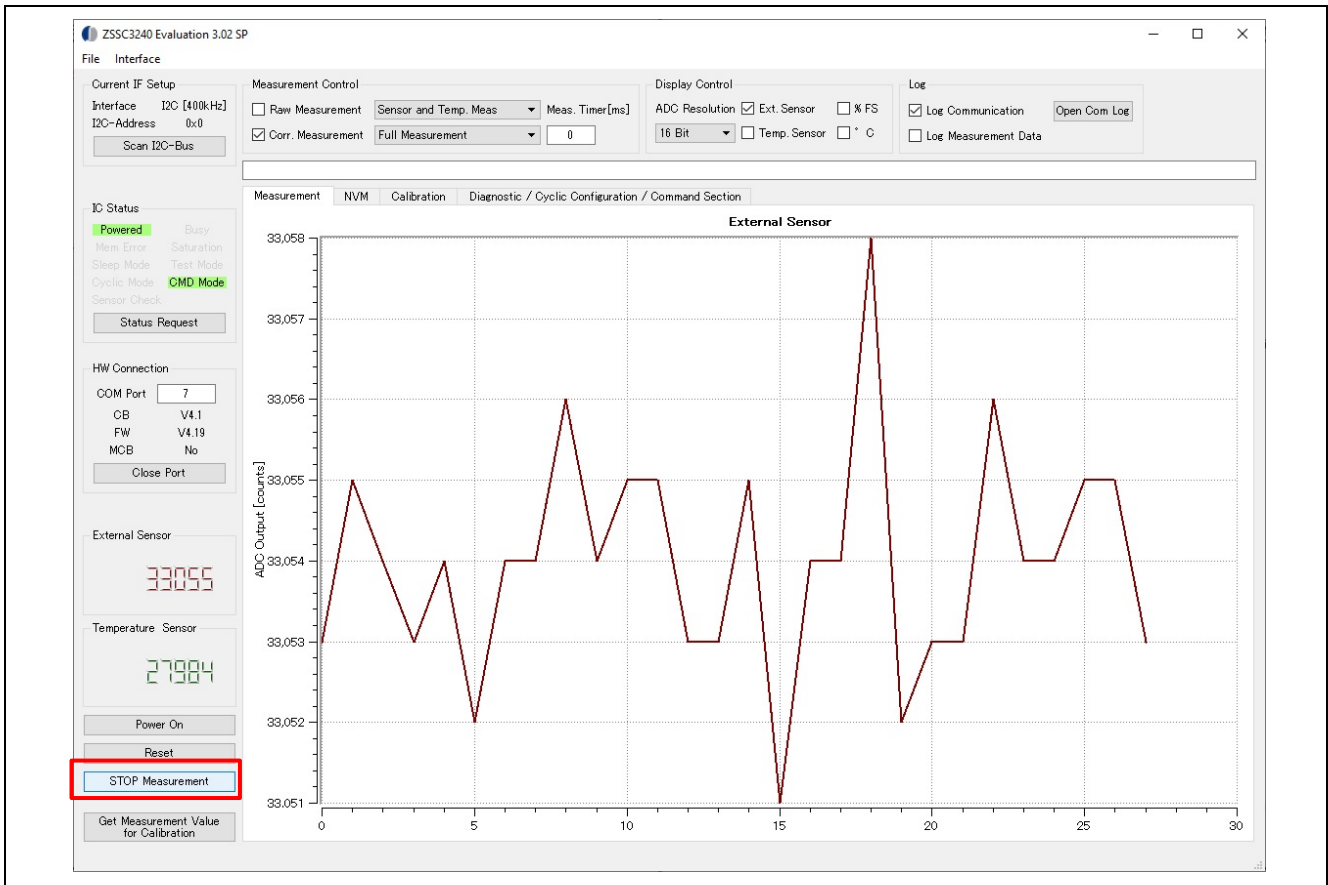 ZSSC3240 Evaluation 3.02 SP
File Interface
Current IF Setup
Interface I2C [400kHz]
I2C-Address 0x0
Scan I2C-Bus
Measurement Control
Raw Measurement Sensor and Temp. Meas Meas. Timer[ms]
Corr. Measurement Full Measurement 0
Display Control
ADC Resolution Ext. Sensor % FS
16 Bit Temp. Sensor ° C
Log
Log Communication Open Com Log
Log Measurement Data
IC Status
Powered Busy
Mem Error Saturation
Sleep Mode Test Mode
Cyclic Mode CMD Mode
Sensor Check
Status Request
HW Connection
COM Port 7
CB V4.1
FW V4.19
MCB No
Close Port
External Sensor
33055
Temperature Sensor
27984
Power On
Reset
STOP Measurement
Get Measurement Value
for Calibration
Measurement NVM Calibration Diagnostic / Cyclic Configuration / Command Section
External Sensor
ADC Output [counts]
33,058
33,057
33,056
33,055
33,054
33,053
33,052
33,051
0 5 10 15 20 25 30